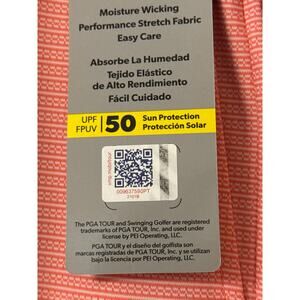 Moisture Wicking
Performance Stretch Fabric
Easy Care
Absorbe La Humedad
Tejido Elástico
de Alto Rendimiento
Fácil Cuidado
UPF
FPUV
50
Sun Protection
Protección Solar
The PGA TOUR and Swinging Golfer are registered
trademarks of PGA TOUR, Inc. and used under
license by PEI Operating, LLC.
PGA TOUR y el diseño del golfista son
marcas registradas de PGA TOUR, Inc. y se utilizan
bajo la licencia por PEI Operating, LLC.